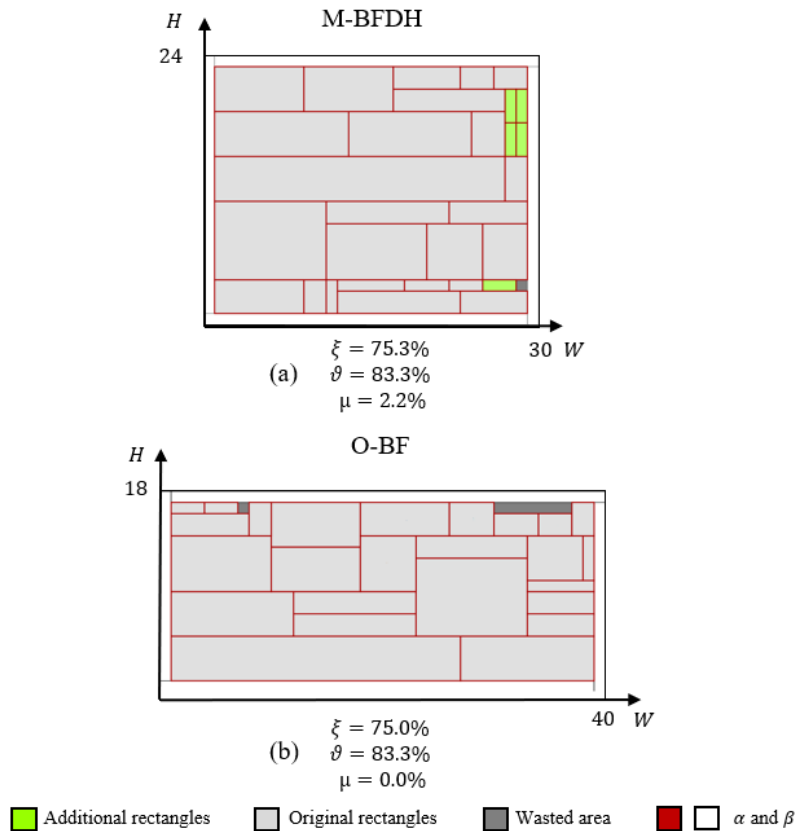 M-BFDH
H
24
30 W
(a)
ξ = 75.3%
ϑ = 83.3%
μ = 2.2%
O-BF
H
18
40 W
(b)
ξ = 75.0%
ϑ = 83.3%
μ = 0.0%
Additional rectangles Original rectangles Wasted area α and β